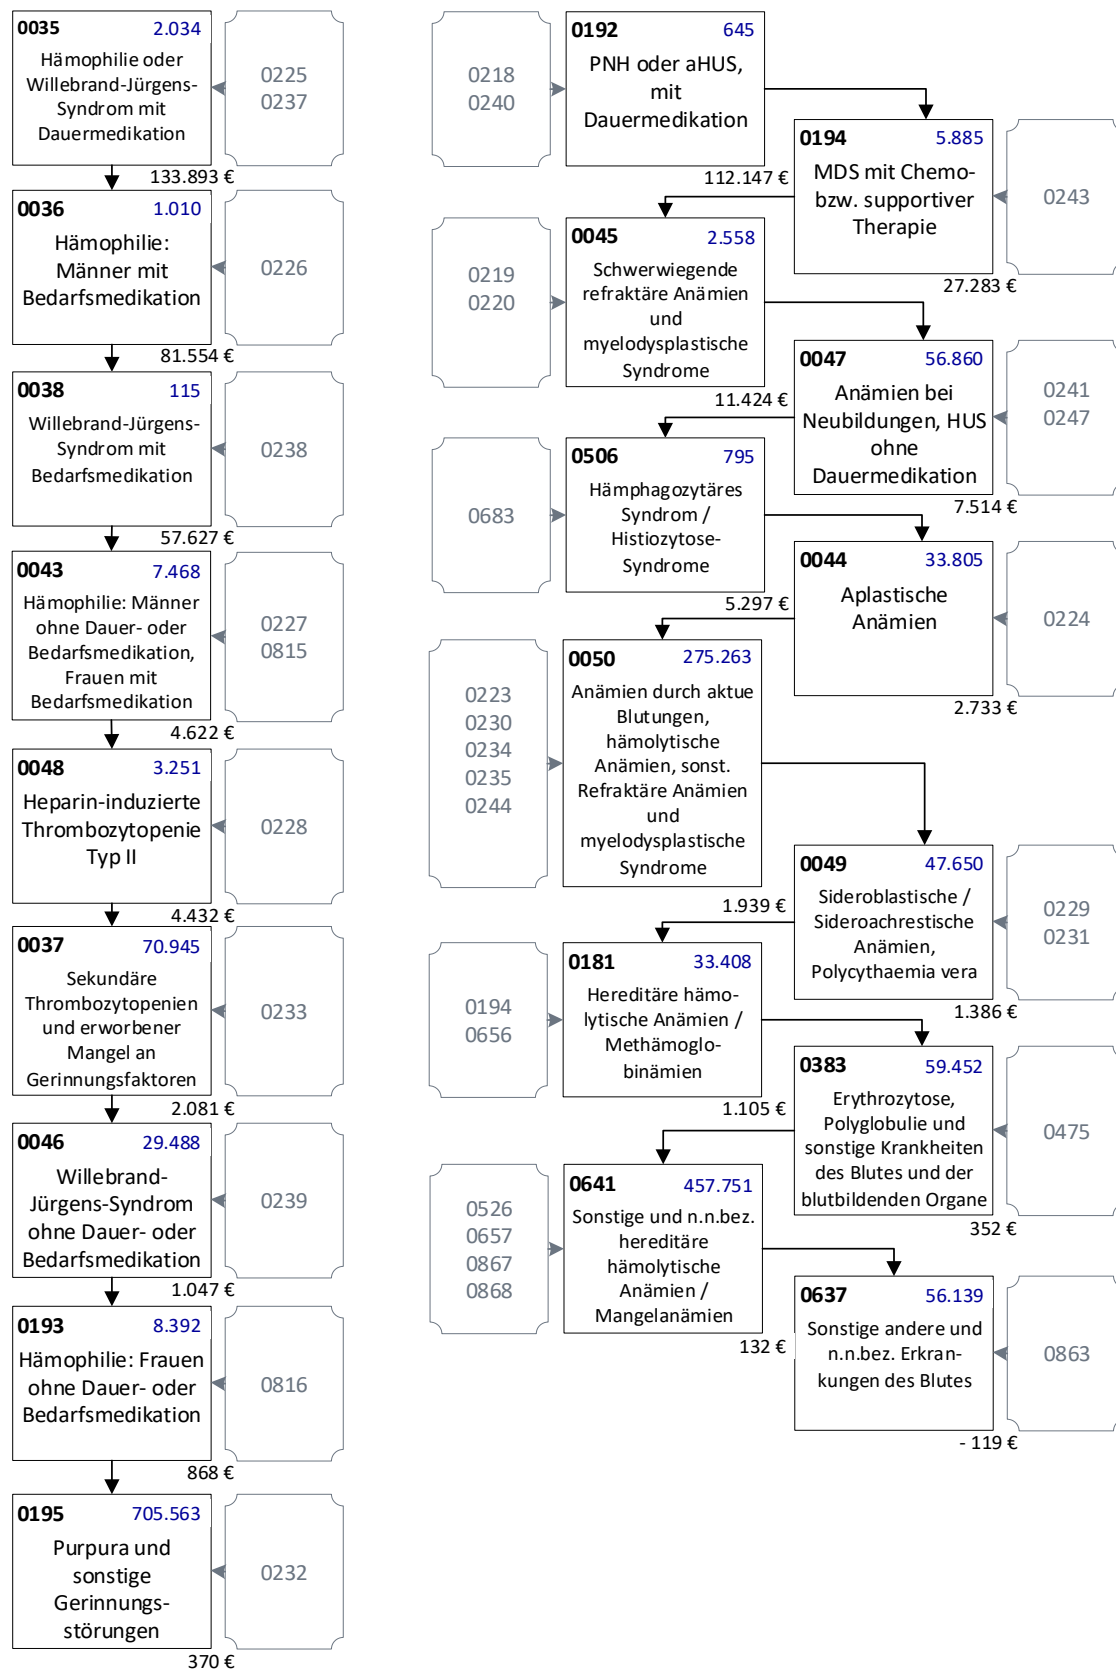 0035 2.034
Hämophilie oder
Willebrand-Jürgens-
Syndrom mit
Dauermedikation
0225
0237
133.893 €
0036 1.010
Hämophilie:
Männer mit
Bedarfsmedikation
0226
81.554 €
0038 115
Willebrand-Jürgens-
Syndrom mit
Bedarfsmedikation
0238
57.627 €
0043 7.468
Hämophilie: Männer
ohne Dauer- oder
Bedarfsmedikation,
Frauen mit
Bedarfsmedikation
0227
0815
4.622 €
0048 3.251
Heparin-induzierte
Thrombozytopenie
Typ II
0228
4.432 €
0037 70.945
Sekundäre
Thrombozytopenien
und erworbener
Mangel an
Gerinnungsfaktoren
0233
2.081 €
0046 29.488
Willebrand-
Jürgens-Syndrom
ohne Dauer- oder
Bedarfsmedikation
0239
1.047 €
0193 8.392
Hämophilie: Frauen
ohne Dauer- oder
Bedarfsmedikation
0816
868 €
0195 705.563
Purpura und
sonstige
Gerinnungs-
störungen
0232
370 €
0218
0240
0192 645
PNH oder aHUS,
mit
Dauermedikation
112.147 €
0194 5.885
MDS mit Chemo-
bzw. supportiver
Therapie
0243
27.283 €
0219
0220
0045 2.558
Schwerwiegende
refraktäre Anämien
und
myelodysplastische
Syndrome
11.424 €
0047 56.860
Anämien bei
Neubildungen, HUS
ohne
Dauermedikation
0241
0247
7.514 €
0683
0506 795
Hämphagozytäres
Syndrom /
Histiozytose-
Syndrome
5.297 €
0044 33.805
Aplastische
Anämien
0224
2.733 €
0223
0230
0234
0235
0244
0050 275.263
Anämien durch aktue
Blutungen,
hämolytische
Anämien, sonst.
Refraktäre Anämien
und
myelodysplastische
Syndrome
1.939 €
0049 47.650
Sideroblastische /
Sideroachrestische
Anämien,
Polycythaemia vera
0229
0231
1.386 €
0194
0656
0181 33.408
Hereditäre hämo-
lytische Anämien /
Methämoglo-
binämien
1.105 €
0383 59.452
Erythrozytose,
Polyglobulie und
sonstige Krankheiten
des Blutes und der
blutbildenden Organe
0475
352 €
0526
0657
0867
0868
0641 457.751
Sonstige und n.n.bez.
hereditäre
hämolytische
Anämien /
Mangelanämien
132 €
0637 56.139
Sonstige andere und
n.n.bez. Erkran-
kungen des Blutes
0863
- 119 €